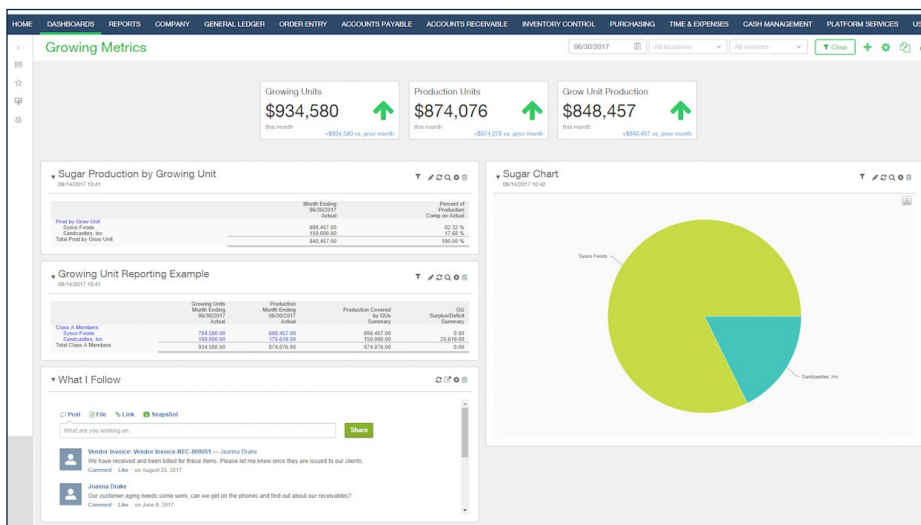 HOME DASHBOARDS REPORTS COMPANY GENERAL LEDGER ORDER ENTRY ACCOUNTS PAYABLE ACCOUNTS RECEIVABLE INVENTORY CONTROL PURCHASING TIME & EXPENSES CASH MANAGEMENT PLATFORM SERVICES US
Growing Metrics
06/30/2017 All locations All vendors Clear
Growing Units
$934,580
this month
+$934,580 vs. prior month
Production Units
$874,076
this month
+$874,076 vs. prior month
Grow Unit Production
$848,457
this month
+$848,457 vs. prior month
Sugar Production by Growing Unit
09/14/2017 10:41
Month Ending Percent of
06/30/2017 Production
Actual Comp on Actual
Prod by Grow Unit
Sysco Foods 698,457.00 82.32 %
Sandcastles, Inc 150,000.00 17.68 %
Total Prod by Grow Unit 848,457.00 100.00 %
Growing Unit Reporting Example
09/14/2017 10:41
Growing Units Production
Month Ending Month Ending Production Covered GU
06/30/2017 06/30/2017 by GUs Surplus/Deficit
Actual Actual Summary Summary
Class A Members
Sysco Foods 784,580.00 698,457.00 698,457.00 0.00
Sandcastles, Inc 150,000.00 175,619.00 150,000.00 25,619.00
Total Class A Members 934,580.00 874,076.00 874,076.00 0.00
What I Follow
Post File Link Snapshot
What are you working on
Share
Vendor Invoice: Vendor Invoice-REC-000051 — Joanna Drake
We have received and been billed for these items. Please let me know once they are issued to our clients.
Comment · Like · on August 25, 2017
Joanna Drake
Our customer aging needs some work, can we get on the phones and find out about our receivables?
Comment · Like · on June 9, 2017
Sugar Chart
09/14/2017 10:42
Sysco Foods
Sandcastles, Inc